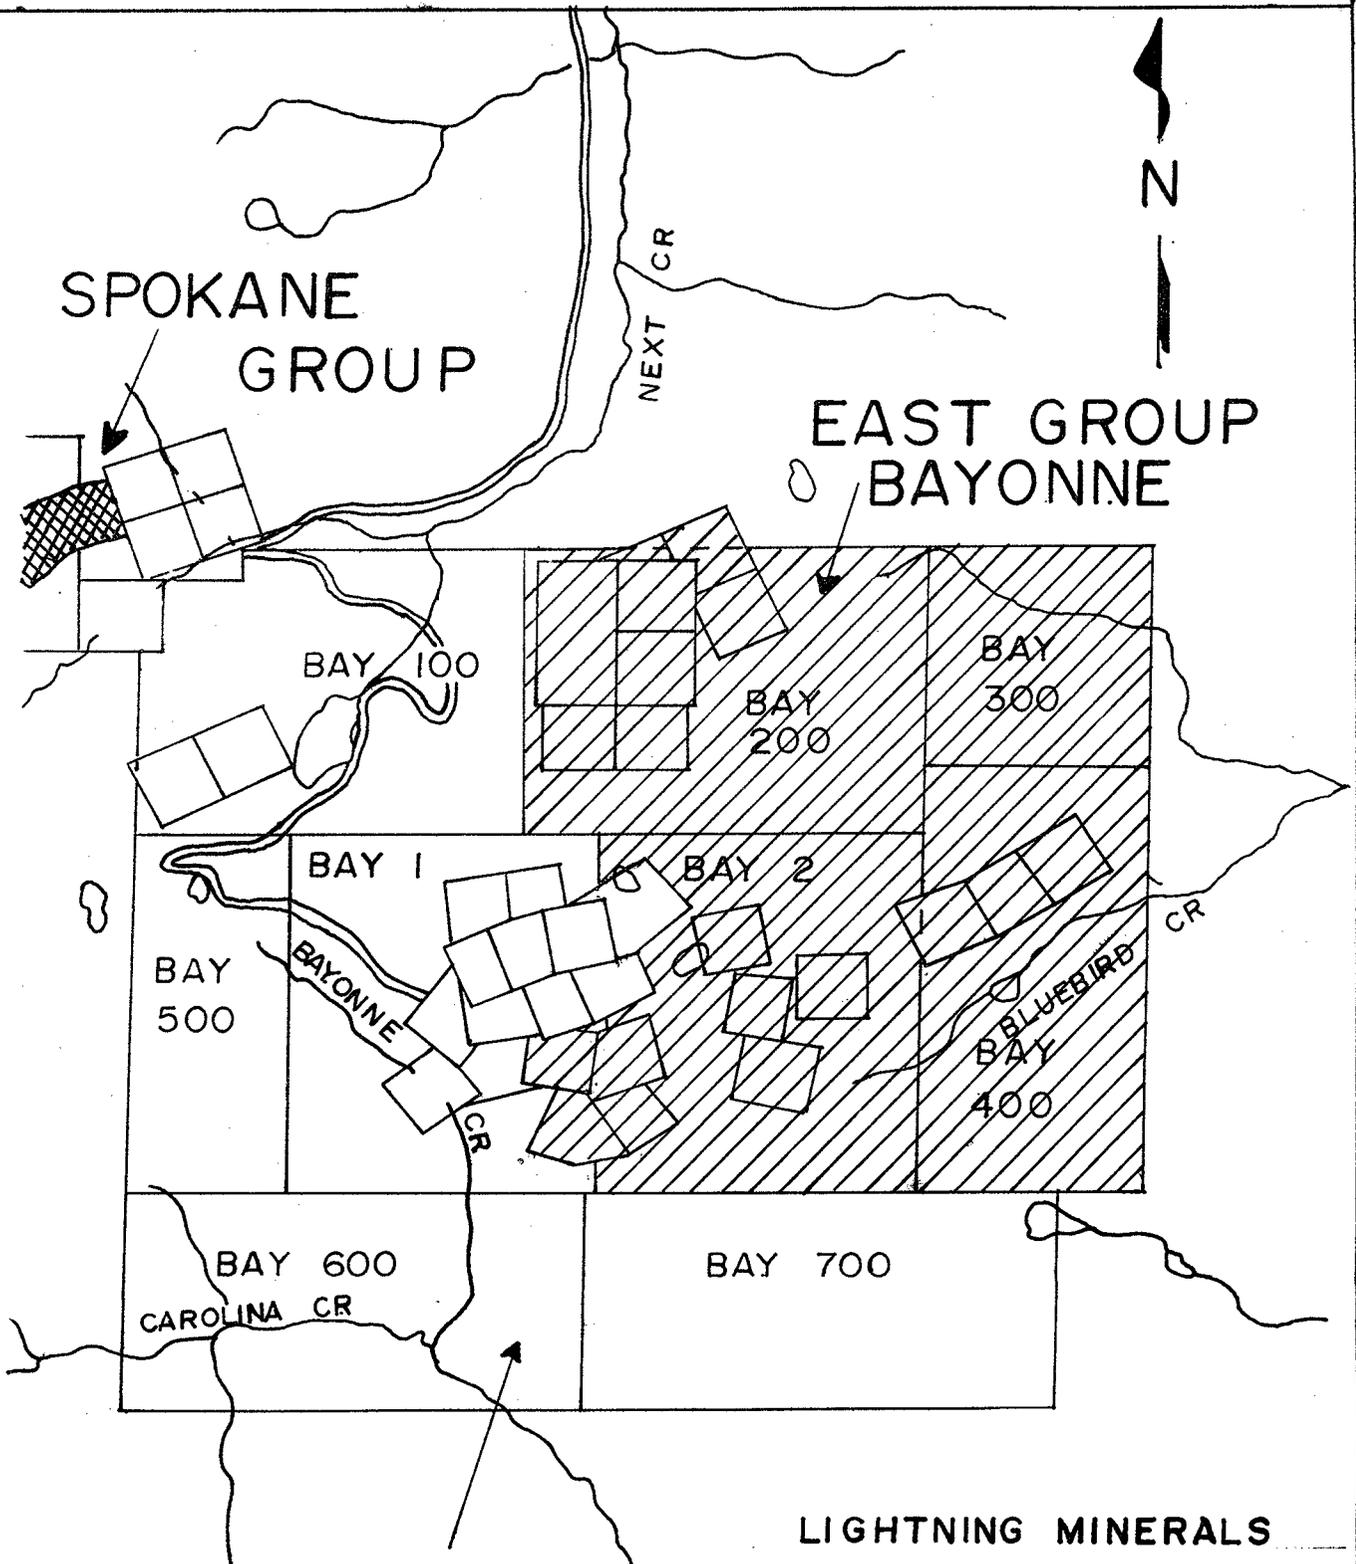 N
NEXT CR
SPOKANE
GROUP
EAST GROUP
BAYONNE
BAY 100
BAY
300
BAY
200
BAY 1
BAY 2
BAY
500
BAYONNE
CR
BLUEBIRD CR
BAY
400
BAY 600
BAY 700
CAROLINA CR
LIGHTNING MINERALS